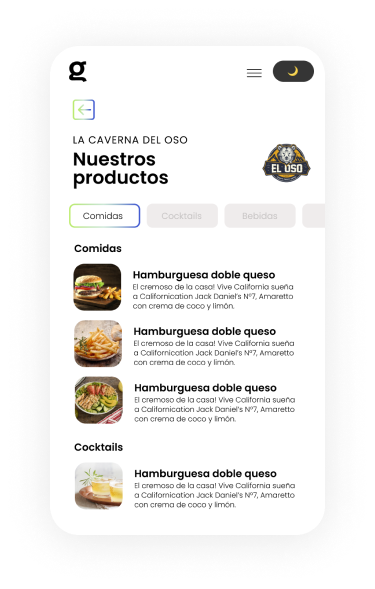 g
LA CAVERNA DEL OSO
Nuestros
productos
EL OSO
Comidas Cocktails Bebidas
Comidas
Hamburguesa doble queso
El cremoso de la casa! Vive California sueña
a Californication Jack Daniel's Nº7, Amaretto
con crema de coco y limón.
Hamburguesa doble queso
El cremoso de la casa! Vive California sueña
a Californication Jack Daniel's Nº7, Amaretto
con crema de coco y limón.
Hamburguesa doble queso
El cremoso de la casa! Vive California sueña
a Californication Jack Daniel's Nº7, Amaretto
con crema de coco y limón.
Cocktails
Hamburguesa doble queso
El cremoso de la casa! Vive California sueña
a Californication Jack Daniel's Nº7, Amaretto
con crema de coco y limón.